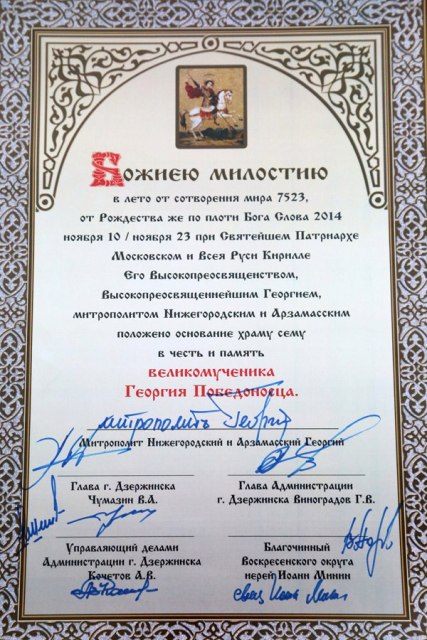 Божиею милостию
в лето от сотворения мира 7523,
от Рождества же по плоти Бога Слова 2014
ноября 10 / ноября 23 при Святейшем Патриархе
Московском и Всея Руси Кирилле
Его Высокопреосвященством,
Высокопреосвященнейшим Георгием,
митрополитом Нижегородским и Арзамасским
положено основание храму сему
в честь и память
великомученика
Георгия Победоносца.
митрополитъ Георгий
Митрополит Нижегородский и Арзамасский Георгий
Глава г. Дзержинска
Чумазин В.А.
Глава Администрации
г. Дзержинска Виноградов Г.В.
Управляющий делами
Администрации г. Дзержинска
Кочетов А.В.
Благочинный
Воскресенского округа
иерей Иоанн Минин